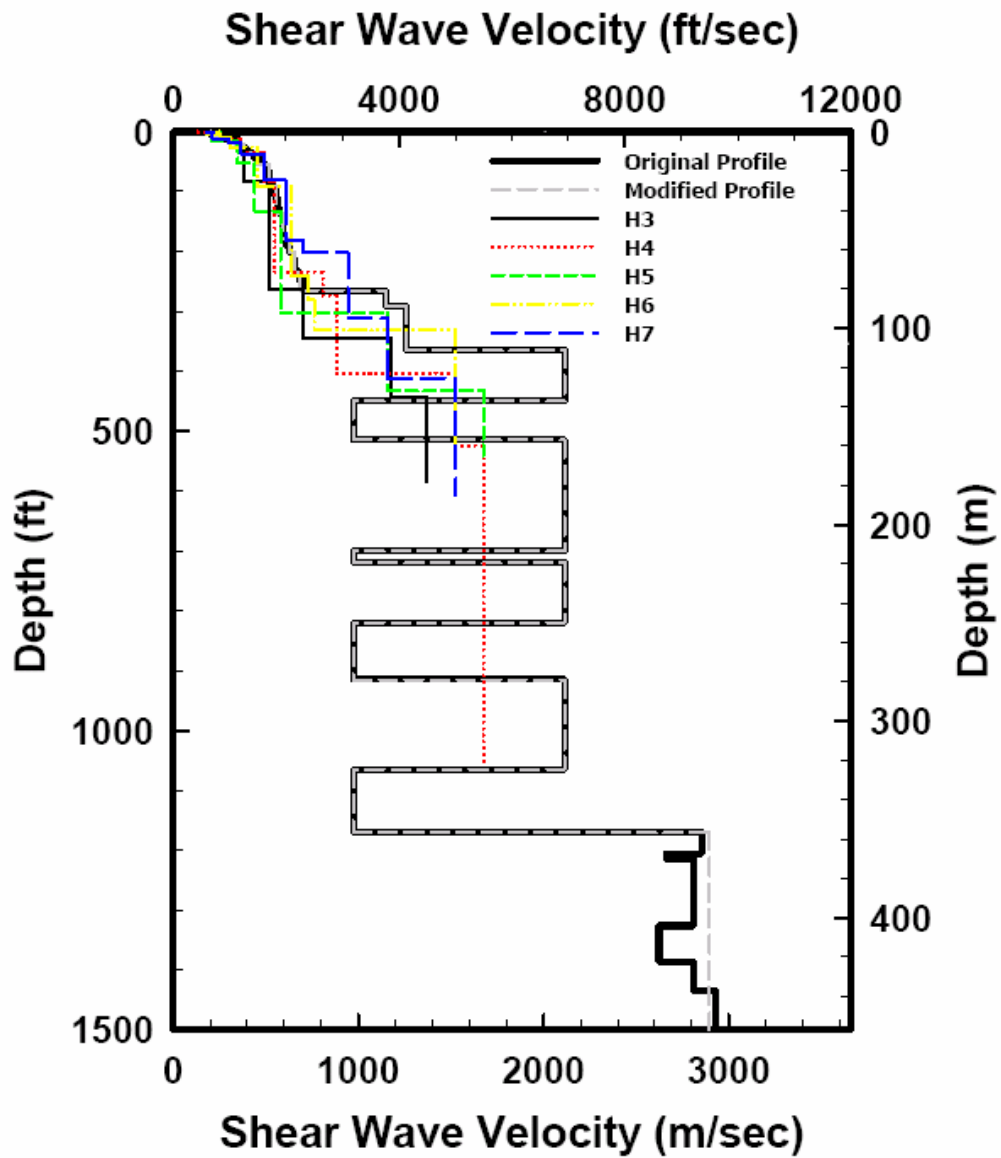 Shear Wave Velocity (ft/sec)
0 4000 8000 12000
0 0
Original Profile
Modified Profile
H3
H4
H5
H6
H7
100
500
200
Depth (ft)
Depth (m)
1000 300
400
1500
0 1000 2000 3000
Shear Wave Velocity (m/sec)